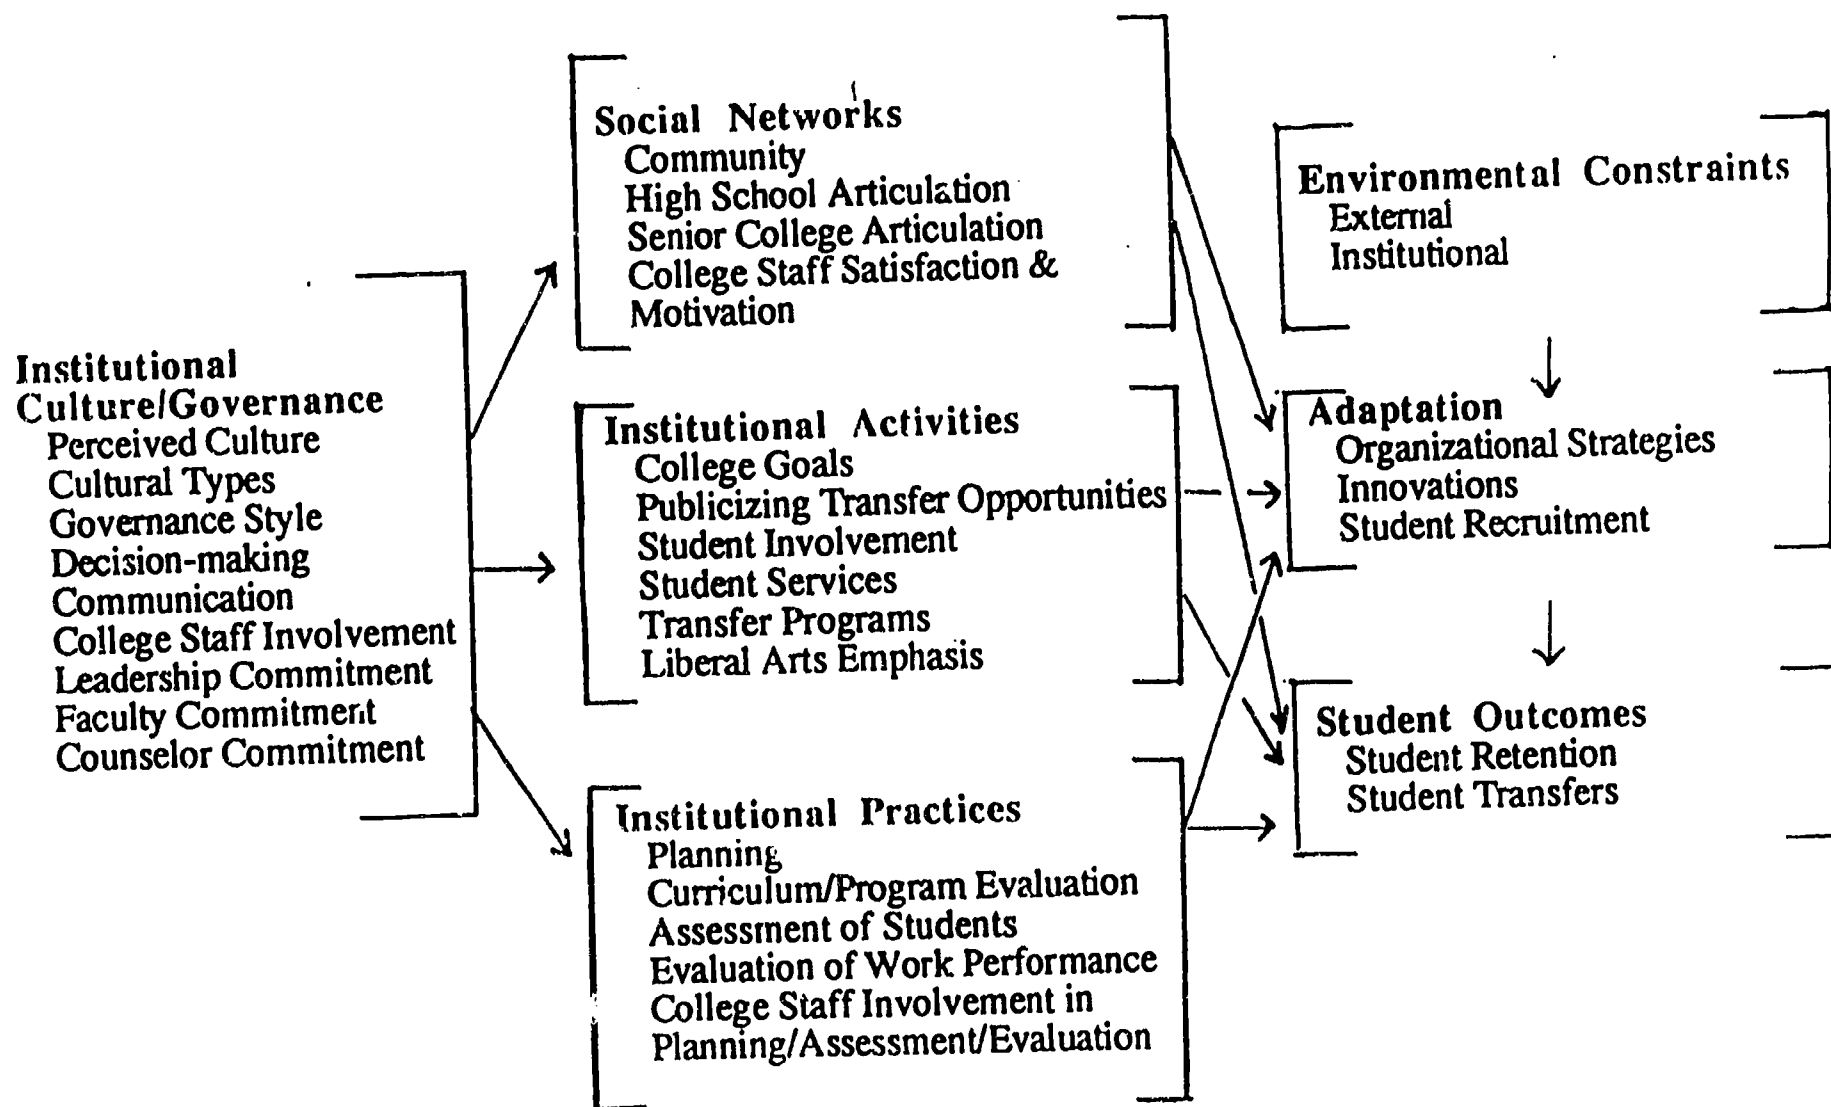 Institutional
Culture/Governance
Perceived Culture
Cultural Types
Governance Style
Decision-making
Communication
College Staff Involvement
Leadership Commitment
Faculty Commitment
Counselor Commitment
Social Networks
Community
High School Articulation
Senior College Articulation
College Staff Satisfaction &
Motivation
Institutional Activities
College Goals
Publicizing Transfer Opportunities
Student Involvement
Student Services
Transfer Programs
Liberal Arts Emphasis
Institutional Practices
Planning
Curriculum/Program Evaluation
Assessment of Students
Evaluation of Work Performance
College Staff Involvement in
Planning/Assessment/Evaluation
Environmental Constraints
External
Institutional
Adaptation
Organizational Strategies
Innovations
Student Recruitment
Student Outcomes
Student Retention
Student Transfers